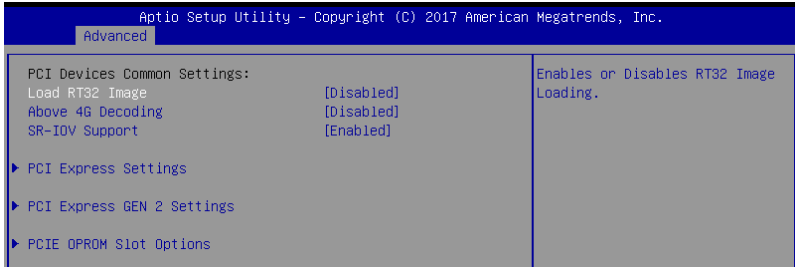 Aptio Setup Utility – Copyright (C) 2017 American Megatrends, Inc.
Advanced
PCI Devices Common Settings:
Load RT32 Image [Disabled]
Above 4G Decoding [Disabled]
SR-IOV Support [Enabled]
PCI Express Settings
PCI Express GEN 2 Settings
PCIE OPROM Slot Options
Enables or Disables RT32 Image
Loading.